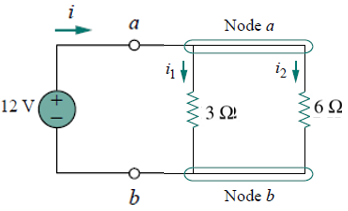 i
a
Node a
i₁
i₂
12 V
+
3 Ω!
6 Ω
b
Node b